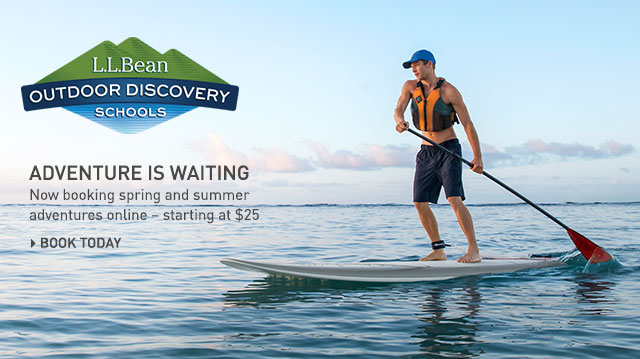 L.L.Bean
OUTDOOR DISCOVERY
SCHOOLS
ADVENTURE IS WAITING
Now booking spring and summer
adventures online – starting at $25
BOOK TODAY